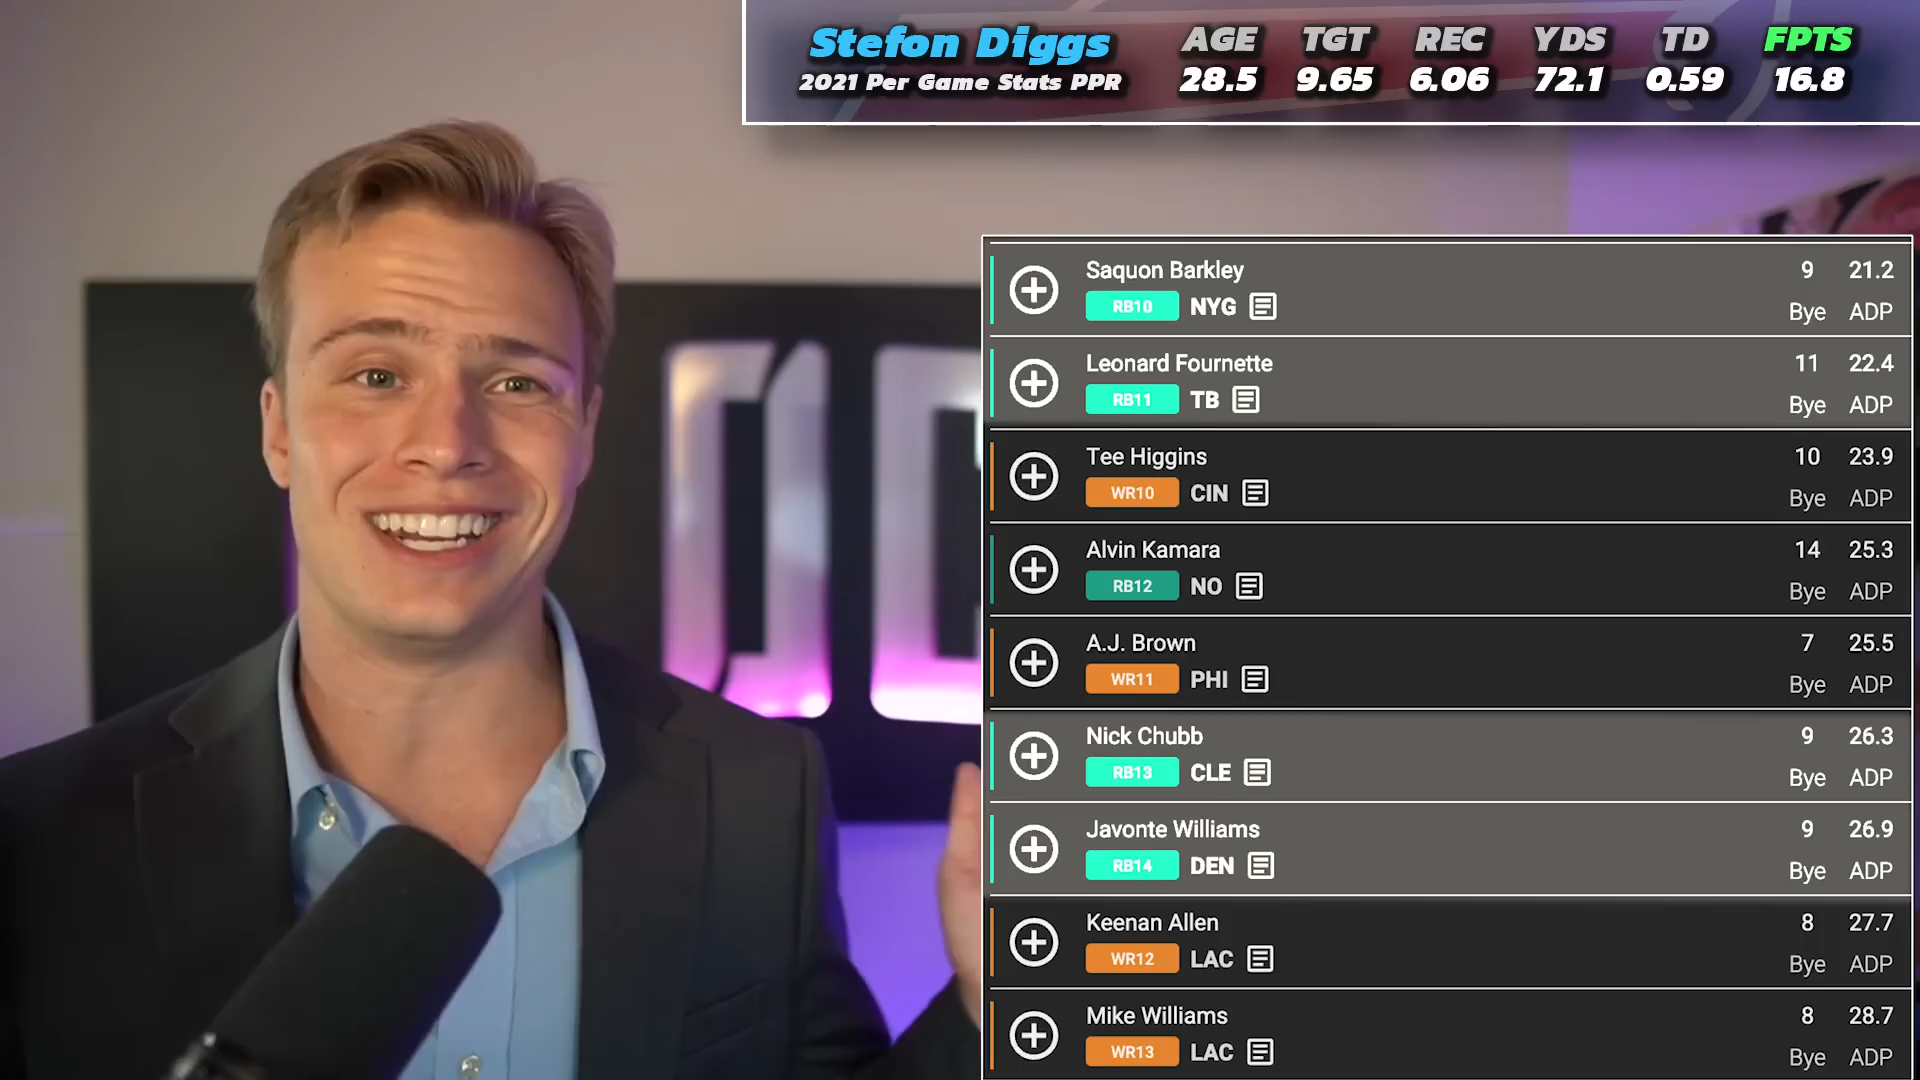 Stefon Diggs
2021 Per Game Stats PPR
AGE TGT REC YDS TD FPTS
28.5 9.65 6.06 72.1 0.59 16.8
Saquon Barkley 9 21.2
RB10 NYG Bye ADP
Leonard Fournette 11 22.4
RB11 TB Bye ADP
Tee Higgins 10 23.9
WR10 CIN Bye ADP
Alvin Kamara 14 25.3
RB12 NO Bye ADP
A.J. Brown 7 25.5
WR11 PHI Bye ADP
Nick Chubb 9 26.3
RB13 CLE Bye ADP
Javonte Williams 9 26.9
RB14 DEN Bye ADP
Keenan Allen 8 27.7
WR12 LAC Bye ADP
Mike Williams 8 28.7
WR13 LAC Bye ADP